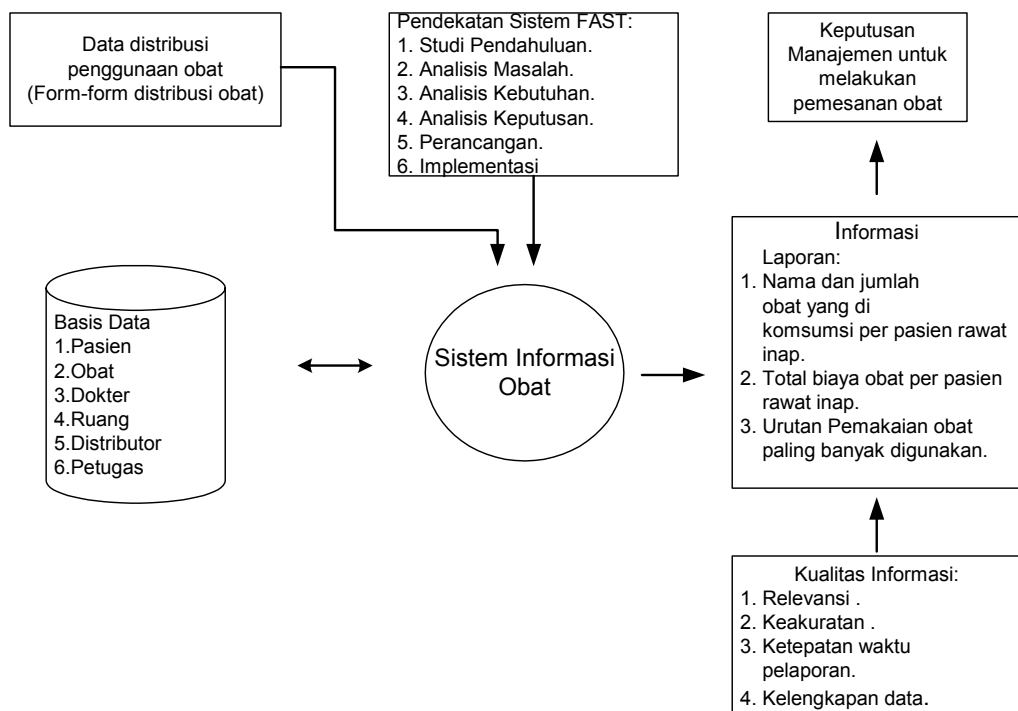 Data distribusi
penggunaan obat
(Form-form distribusi obat)
Pendekatan Sistem FAST:
1. Studi Pendahuluan.
2. Analisis Masalah.
3. Analisis Kebutuhan.
4. Analisis Keputusan.
5. Perancangan.
6. Implementasi
Keputusan
Manajemen untuk
melakukan
pemesanan obat
Basis Data
1.Pasien
2.Obat
3.Dokter
4.Ruang
5.Distributor
6.Petugas
Sistem Informasi
Obat
Informasi
Laporan:
1. Nama dan jumlah
obat yang di
komsumsi per pasien rawat
inap.
2. Total biaya obat per pasien
rawat inap.
3. Urutan Pemakaian obat
paling banyak digunakan.
Kualitas Informasi:
1. Relevansi .
2. Keakuratan .
3. Ketepatan waktu
pelaporan.
4. Kelengkapan data.